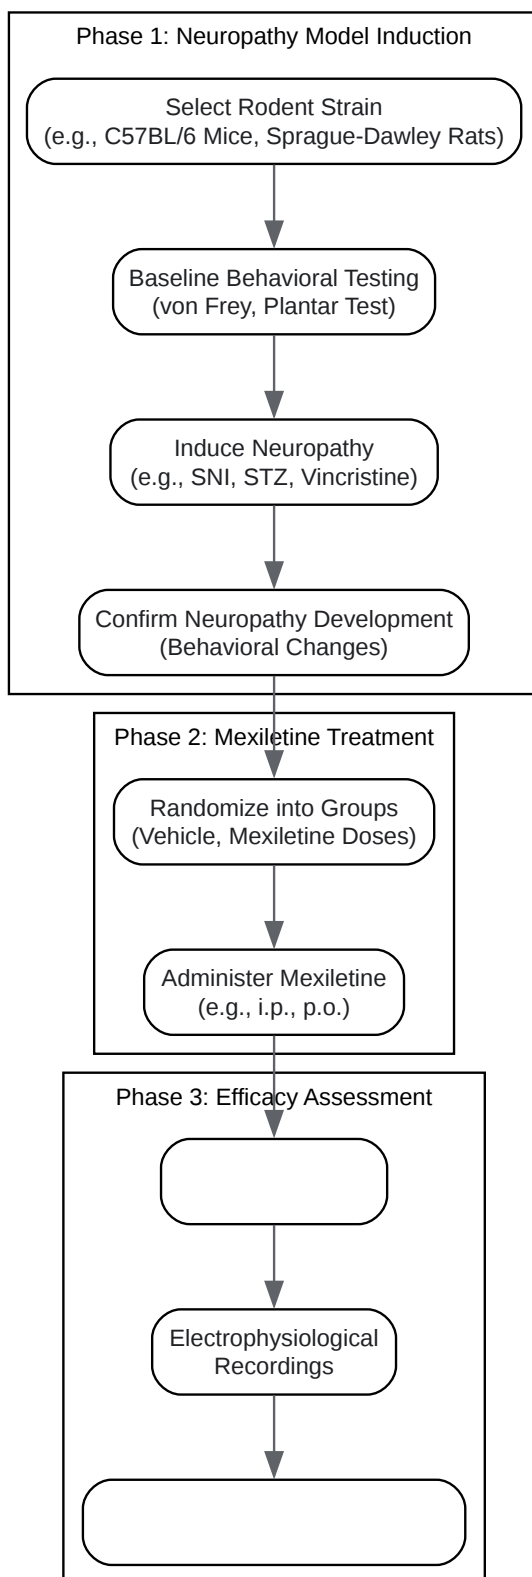 Phase 1: Neuropathy Model Induction
Select Rodent Strain
(e.g., C57BL/6 Mice, Sprague-Dawley Rats)
Baseline Behavioral Testing
(von Frey, Plantar Test)
Induce Neuropathy
(e.g., SNI, STZ, Vincristine)
Confirm Neuropathy Development
(Behavioral Changes)
Phase 2: Mexiletine Treatment
Randomize into Groups
(Vehicle, Mexiletine Doses)
Administer Mexiletine
(e.g., i.p., p.o.)
Phase 3: Efficacy Assessment
Electrophysiological
Recordings